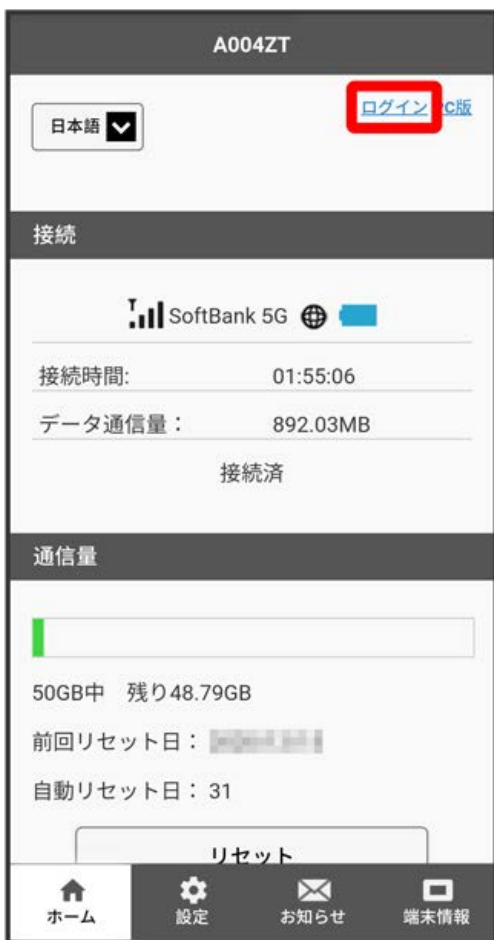 A004ZT
日本語
ログイン
C版
接続
SoftBank 5G
接続時間: 01:55:06
データ通信量： 892.03MB
接続済
通信量
50GB中 残り48.79GB
前回リセット日：
自動リセット日： 31
リセット
ホーム 設定 お知らせ 端末情報